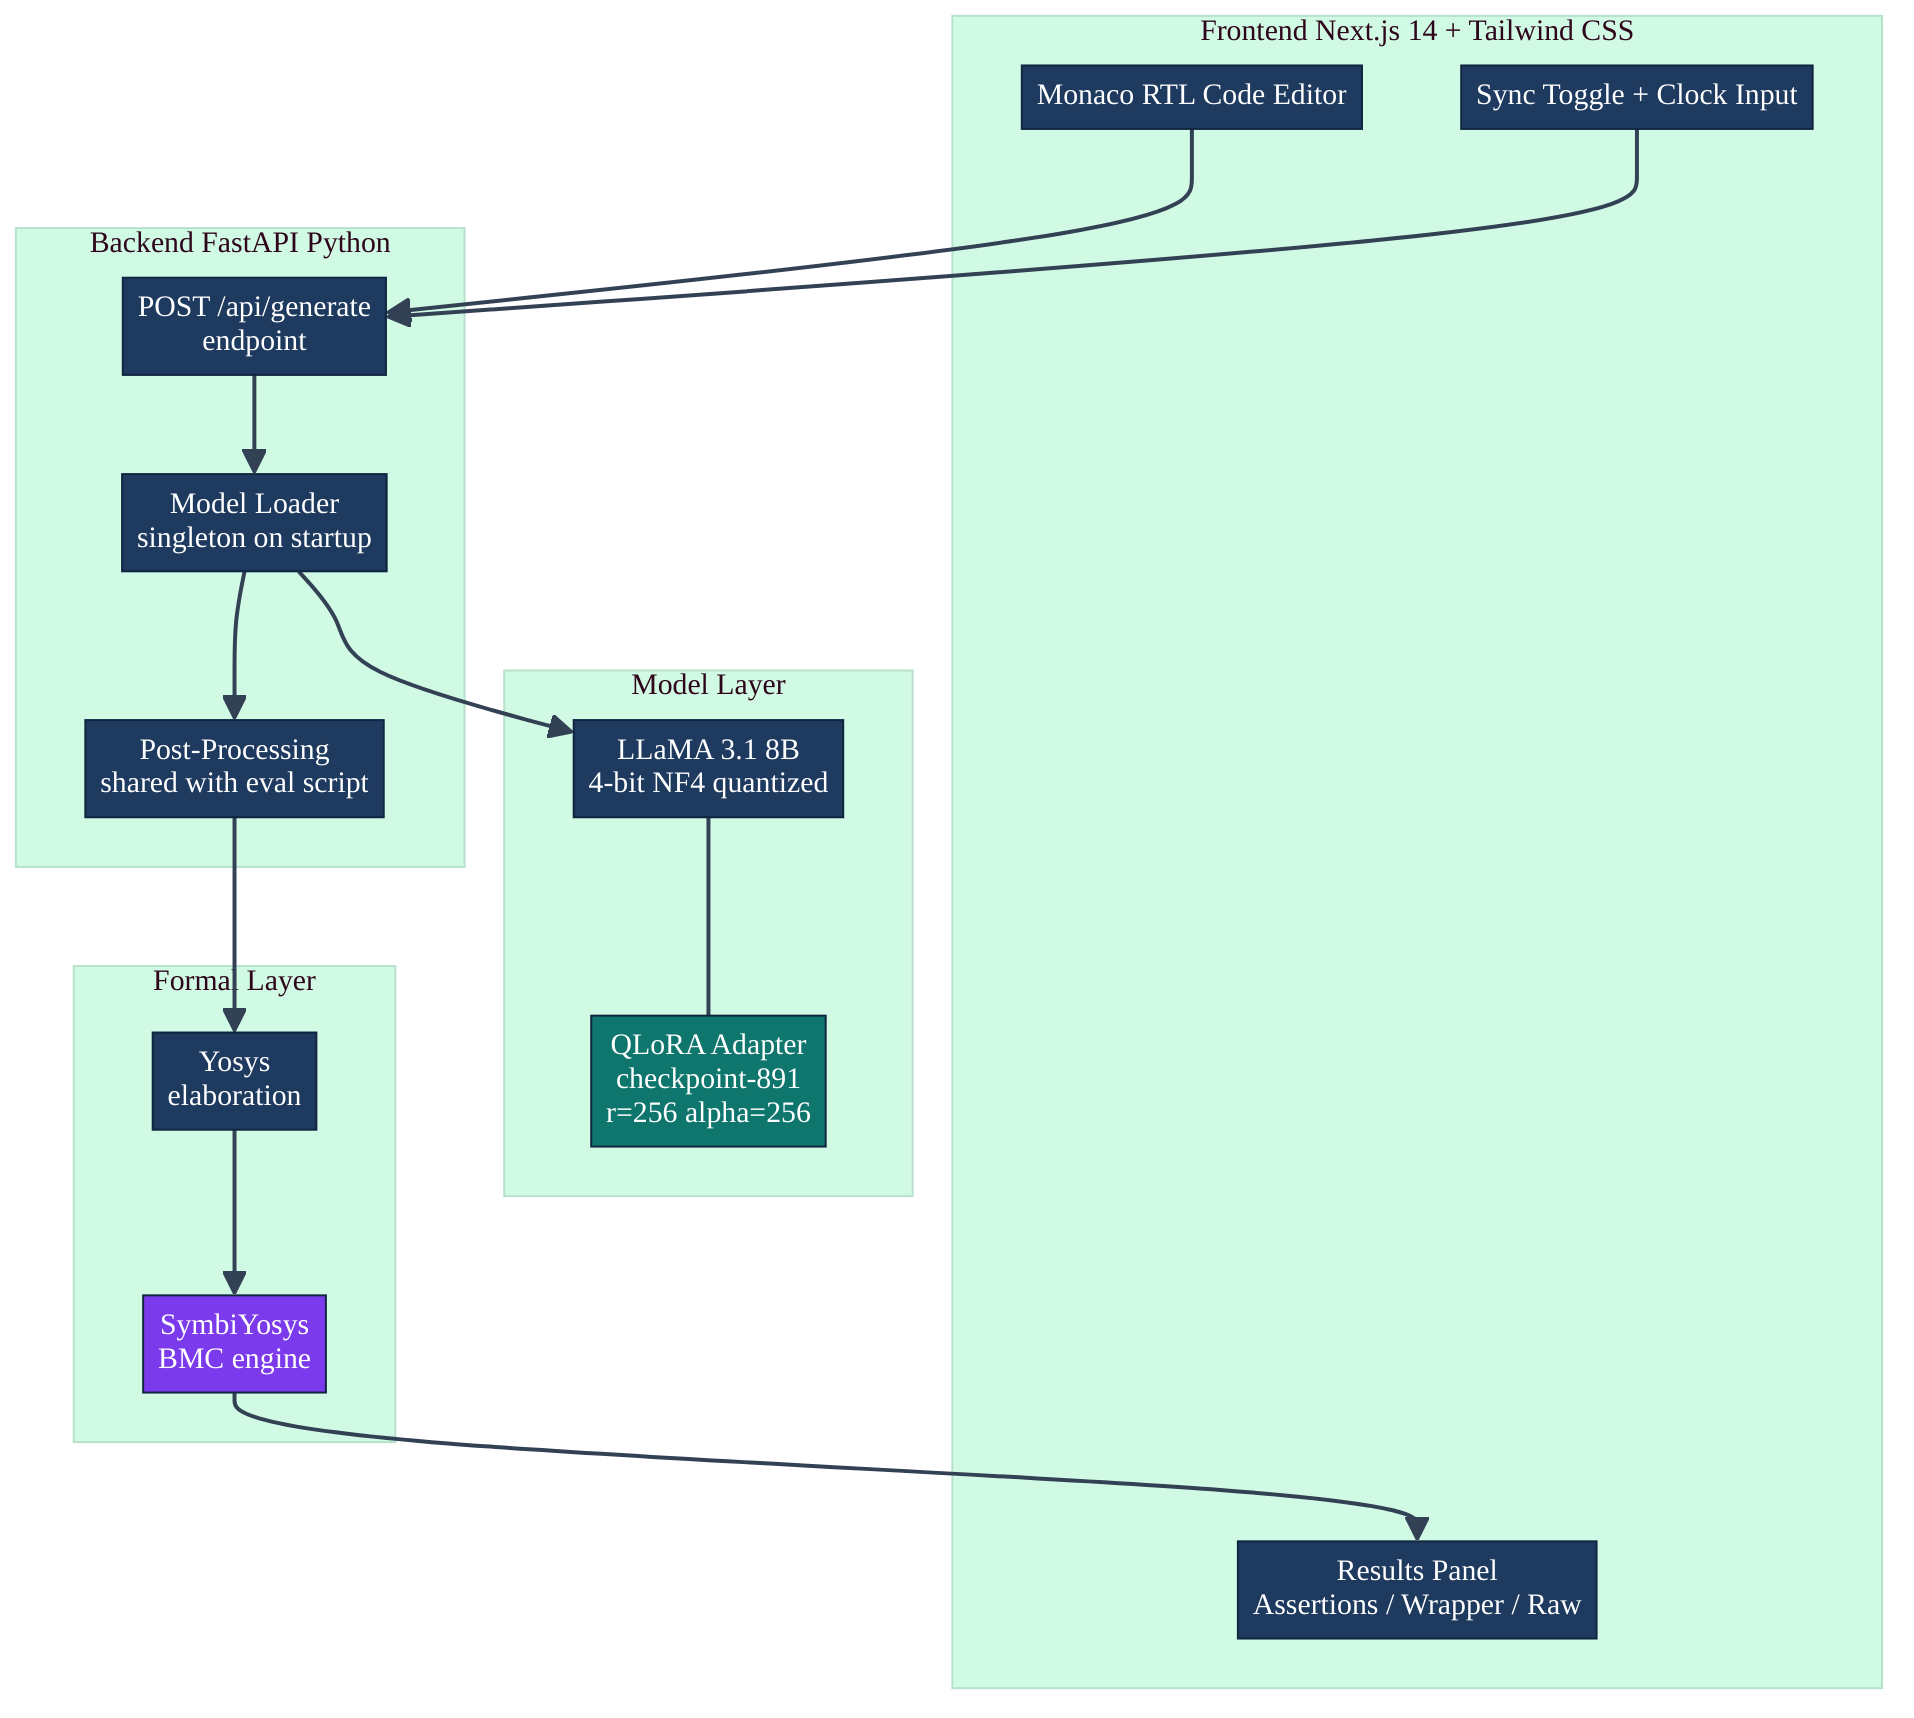 Frontend Next.js 14 + Tailwind CSS
Monaco RTL Code Editor
Sync Toggle + Clock Input
Backend FastAPI Python
POST /api/generate
endpoint
Model Loader
singleton on startup
Post-Processing
shared with eval script
Model Layer
LLaMA 3.1 8B
4-bit NF4 quantized
QLoRA Adapter
checkpoint-891
r=256 alpha=256
Formal Layer
Yosys
elaboration
SymbiYosys
BMC engine
Results Panel
Assertions / Wrapper / Raw